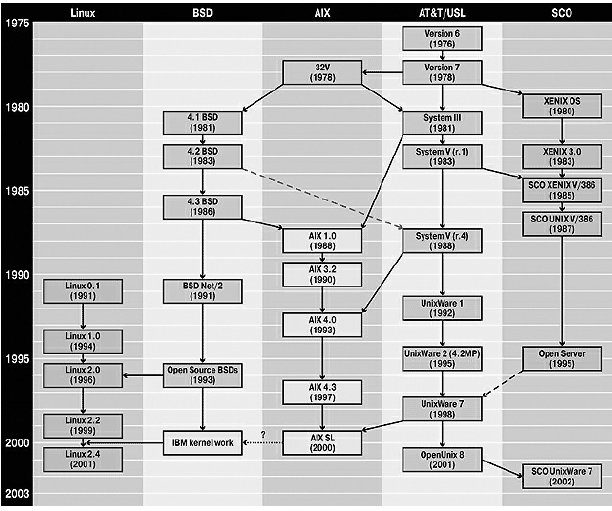 Linux BSD AIX AT&T/USL SCO
1975
Version 6
(1976)
32V
(1978)
Version 7
(1978)
1980
XENIX OS
(1980)
4.1 BSD
(1981)
System III
(1981)
4.2 BSD
(1983)
System V (r.1)
(1983)
XENIX 3.0
(1983)
1985
SCO XENIX V/386
(1985)
4.3 BSD
(1986)
SCO UNIX V/386
(1987)
AIX 1.0
(1988)
System V (r.4)
(1988)
1990
AIX 3.2
(1990)
Linux 0.1
(1991)
BSD Net/2
(1991)
UnixWare 1
(1992)
AIX 4.0
(1993)
Linux 1.0
(1994)
1995
UnixWare 2 (4.2MP)
(1995)
Open Server
(1995)
Linux 2.0
(1996)
Open Source BSDs
(1993)
AIX 4.3
(1997)
UnixWare 7
(1998)
Linux 2.2
(1999)
2000
IBM kernel work
?
AIX 5L
(2000)
Linux 2.4
(2001)
OpenUnix 8
(2001)
SCO UnixWare 7
(2002)
2003